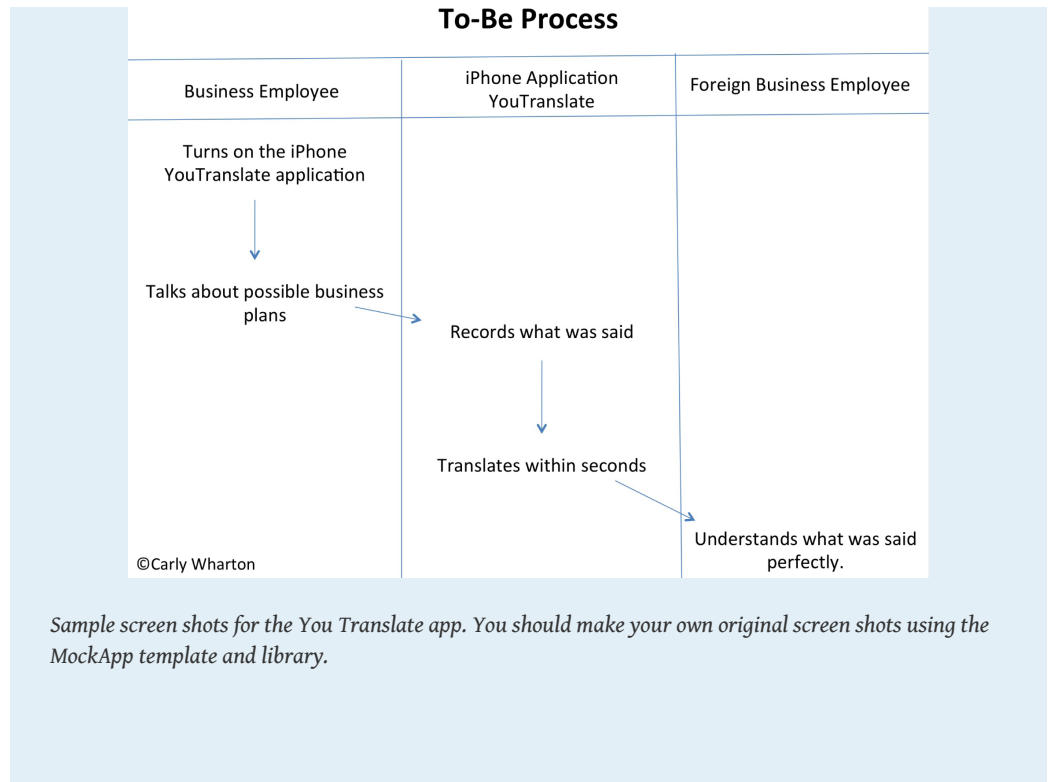 To-Be Process
Business Employee
iPhone Application
YouTranslate
Foreign Business Employee
Turns on the iPhone
YouTranslate application
Talks about possible business
plans
Records what was said
Translates within seconds
Understands what was said
perfectly.
©Carly Wharton
Sample screen shots for the You Translate app. You should make your own original screen shots using the
MockApp template and library.